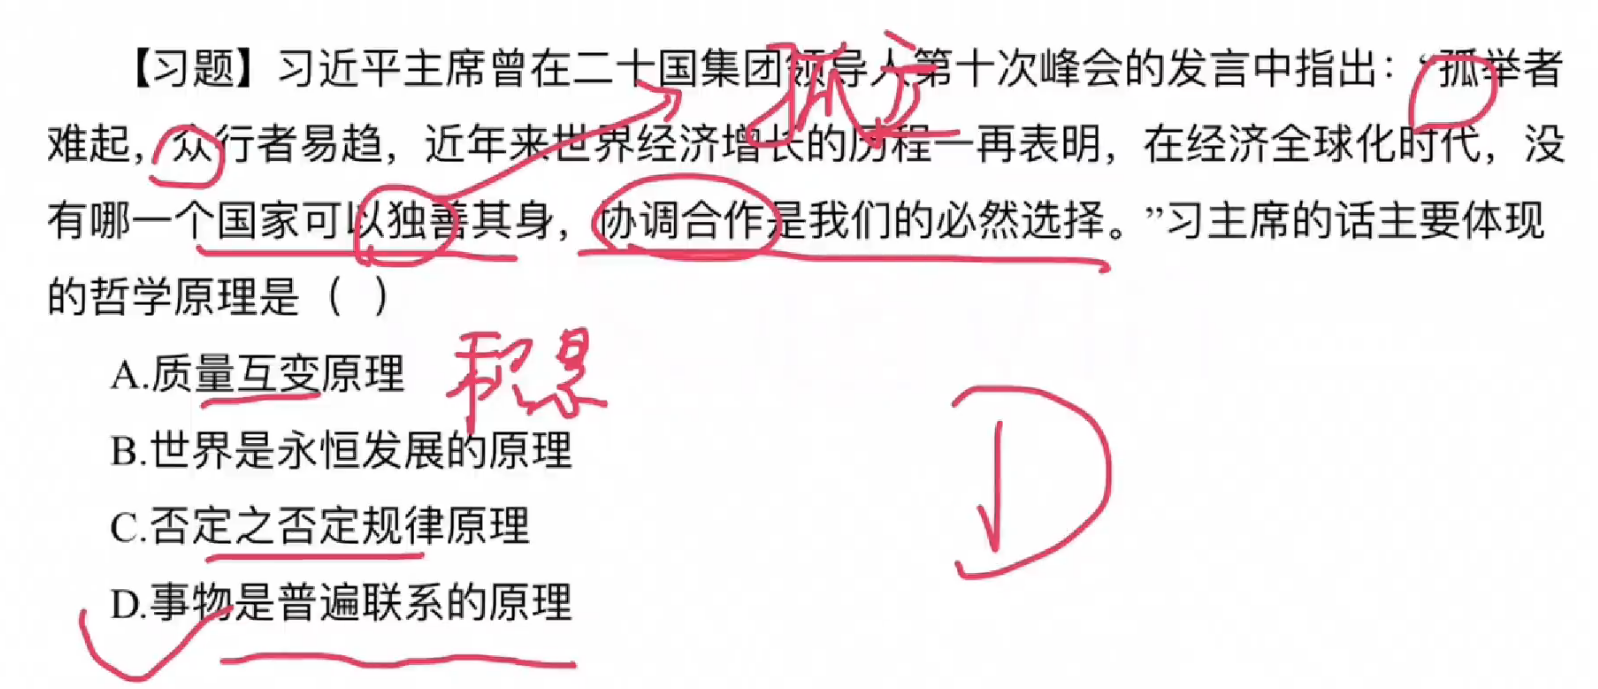 【习题】习近平主席曾在二十国集团领导人第十次峰会的发言中指出：“孤举者
孤立
难起，众行者易趋，近年来世界经济增长的历程一再表明，在经济全球化时代，没
有哪一个国家可以独善其身，协调合作是我们的必然选择。”习主席的话主要体现
的哲学原理是（ ）
A.质量互变原理
积累
B.世界是永恒发展的原理
C.否定之否定规律原理
D.事物是普遍联系的原理
D